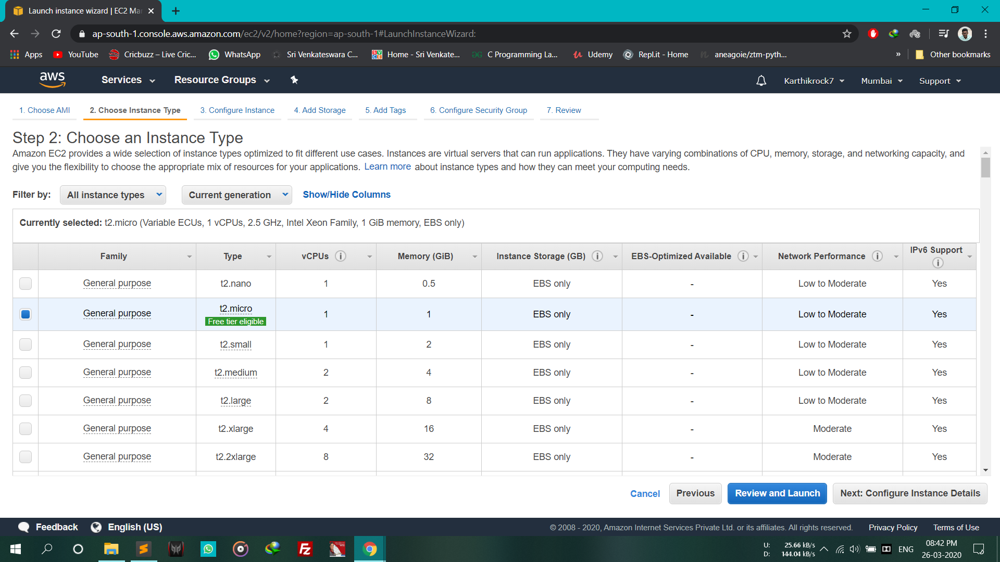 Launch instance wizard | EC2 Ma
ap-south-1.console.aws.amazon.com/ec2/v2/home?region=ap-south-1#LaunchInstanceWizard:
Apps YouTube Cricbuzz – Live Cric... WhatsApp Sri Venkateswara C... Home - Sri Venkate... C Programming La... Udemy Repl.it - Home aneagoie/ztm-pyth... » Other bookmarks
aws Services Resource Groups Karthikrock7 Mumbai Support
1. Choose AMI 2. Choose Instance Type 3. Configure Instance 4. Add Storage 5. Add Tags 6. Configure Security Group 7. Review
Step 2: Choose an Instance Type
Amazon EC2 provides a wide selection of instance types optimized to fit different use cases. Instances are virtual servers that can run applications. They have varying combinations of CPU, memory, storage, and networking capacity, and
give you the flexibility to choose the appropriate mix of resources for your applications. Learn more about instance types and how they can meet your computing needs.
Filter by: All instance types Current generation Show/Hide Columns
Currently selected: t2.micro (Variable ECUs, 1 vCPUs, 2.5 GHz, Intel Xeon Family, 1 GiB memory, EBS only)
Family Type vCPUs Memory (GiB) Instance Storage (GB) EBS-Optimized Available Network Performance IPv6 Support
General purpose t2.nano 1 0.5 EBS only - Low to Moderate Yes
General purpose t2.micro 1 1 EBS only - Low to Moderate Yes
Free tier eligible
General purpose t2.small 1 2 EBS only - Low to Moderate Yes
General purpose t2.medium 2 4 EBS only - Low to Moderate Yes
General purpose t2.large 2 8 EBS only - Low to Moderate Yes
General purpose t2.xlarge 4 16 EBS only - Moderate Yes
General purpose t2.2xlarge 8 32 EBS only - Moderate Yes
Cancel Previous Review and Launch Next: Configure Instance Details
Feedback English (US) © 2008 - 2020, Amazon Internet Services Private Ltd. or its affiliates. All rights reserved. Privacy Policy Terms of Use
U: 25.66 kB/s
D: 144.04 kB/s
ENG
08:42 PM
26-03-2020